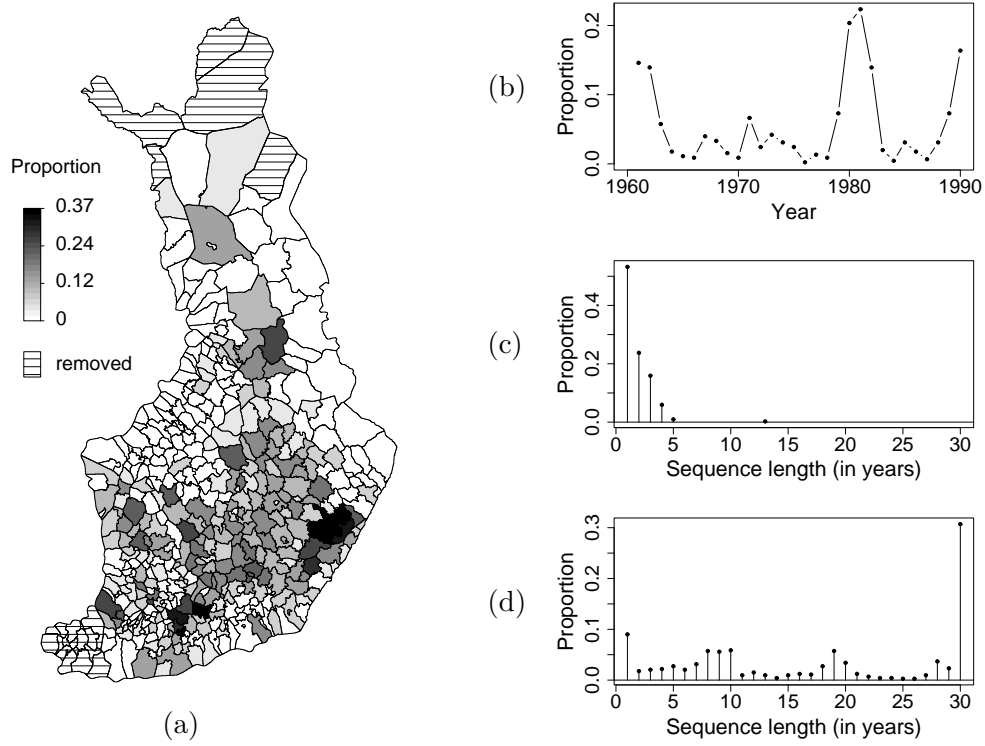 Proportion
0.37
0.24
0.12
0
removed
(a)
(b)
Proportion
0.2
0.1
0.0
1960 1970 1980 1990
Year
(c)
Proportion
0.4
0.2
0.0
0 5 10 15 20 25 30
Sequence length (in years)
(d)
Proportion
0.3
0.2
0.1
0.0
0 5 10 15 20 25 30
Sequence length (in years)